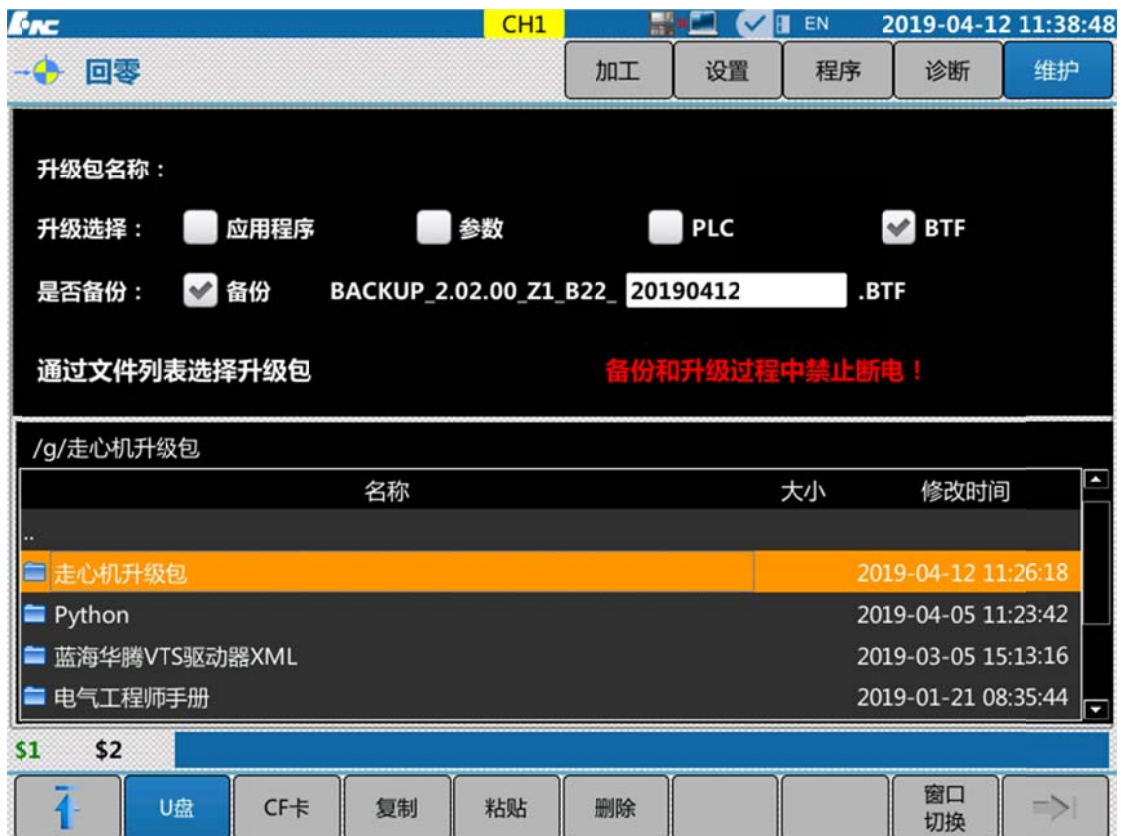 HNC CH1 EN 2019-04-12 11:38:48
回零 加工 设置 程序 诊断 维护
升级包名称：
升级选择： 应用程序 参数 PLC BTF
是否备份： 备份 BACKUP_2.02.00_Z1_B22_ 20190412 .BTF
通过文件列表选择升级包 备份和升级过程中禁止断电！
/g/走心机升级包
名称 大小 修改时间
..
走心机升级包 2019-04-12 11:26:18
Python 2019-04-05 11:23:42
蓝海华腾VTS驱动器XML 2019-03-05 15:13:16
电气工程师手册 2019-01-21 08:35:44
$1 $2
U盘 CF卡 复制 粘贴 删除 窗口
切换